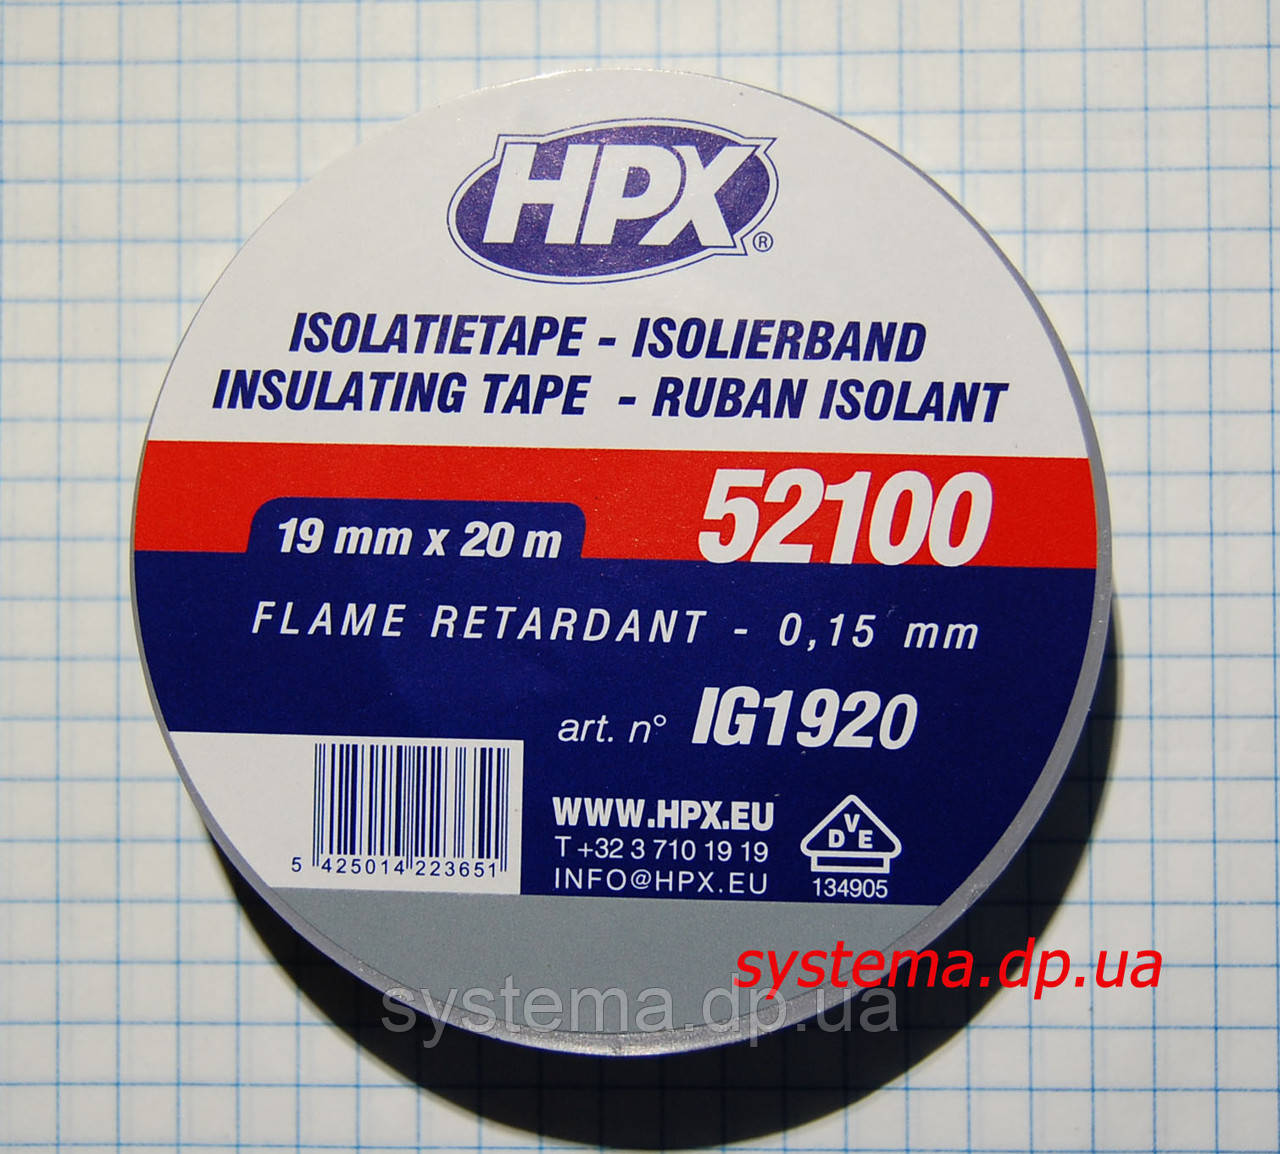 HPX®
ISOLATIETAPE - ISOLIERBAND
INSULATING TAPE - RUBAN ISOLANT
52100
19 mm x 20 m
FLAME RETARDANT - 0,15 mm
art. n° IG1920
WWW.HPX.EU
T +32 3 710 19 19
INFO@HPX.EU
VDE
134905
5 425014 223651
systema.dp.ua
systema.dp.ua